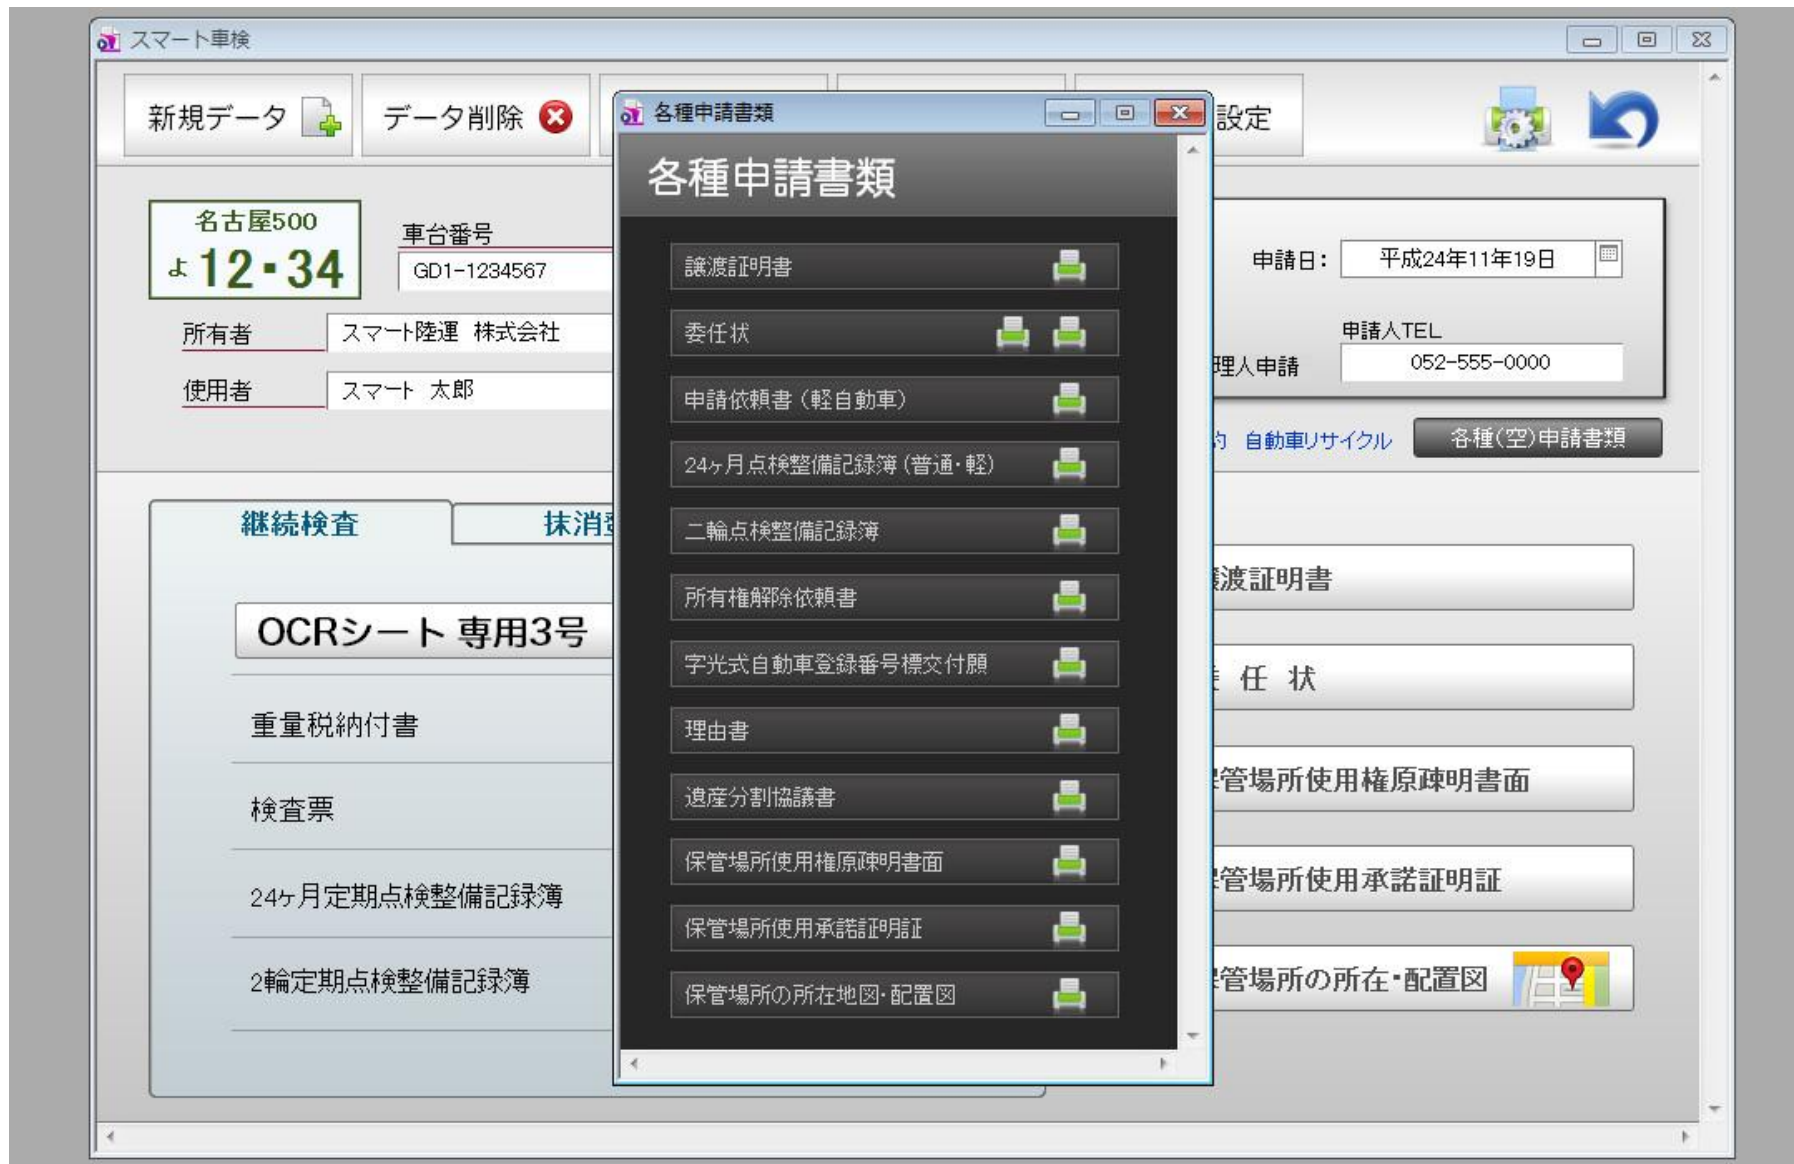 スマート車検
新規データ
データ削除
設定
名古屋500
よ 12・34
車台番号
GD1-1234567
所有者
スマート陸運 株式会社
使用者
スマート 太郎
申請日:
平成24年11年19日
申請人TEL
理人申請
052-555-0000
自動車リサイクル
各種(空)申請書類
継続検査
抹消
OCRシート 専用3号
重量税納付書
検査票
24ヶ月定期点検整備記録簿
2輪定期点検整備記録簿
各種申請書類
各種申請書類
譲渡証明書
委任状
申請依頼書(軽自動車)
24ヶ月点検整備記録簿(普通・軽)
二輪点検整備記録簿
所有権解除依頼書
字光式自動車登録番号標交付願
理由書
遺産分割協議書
保管場所使用権原疎明書面
保管場所使用承諾証明証
保管場所の所在地図・配置図
渡証明書
任 状
管場所使用権原疎明書面
管場所使用承諾証明証
管場所の所在・配置図